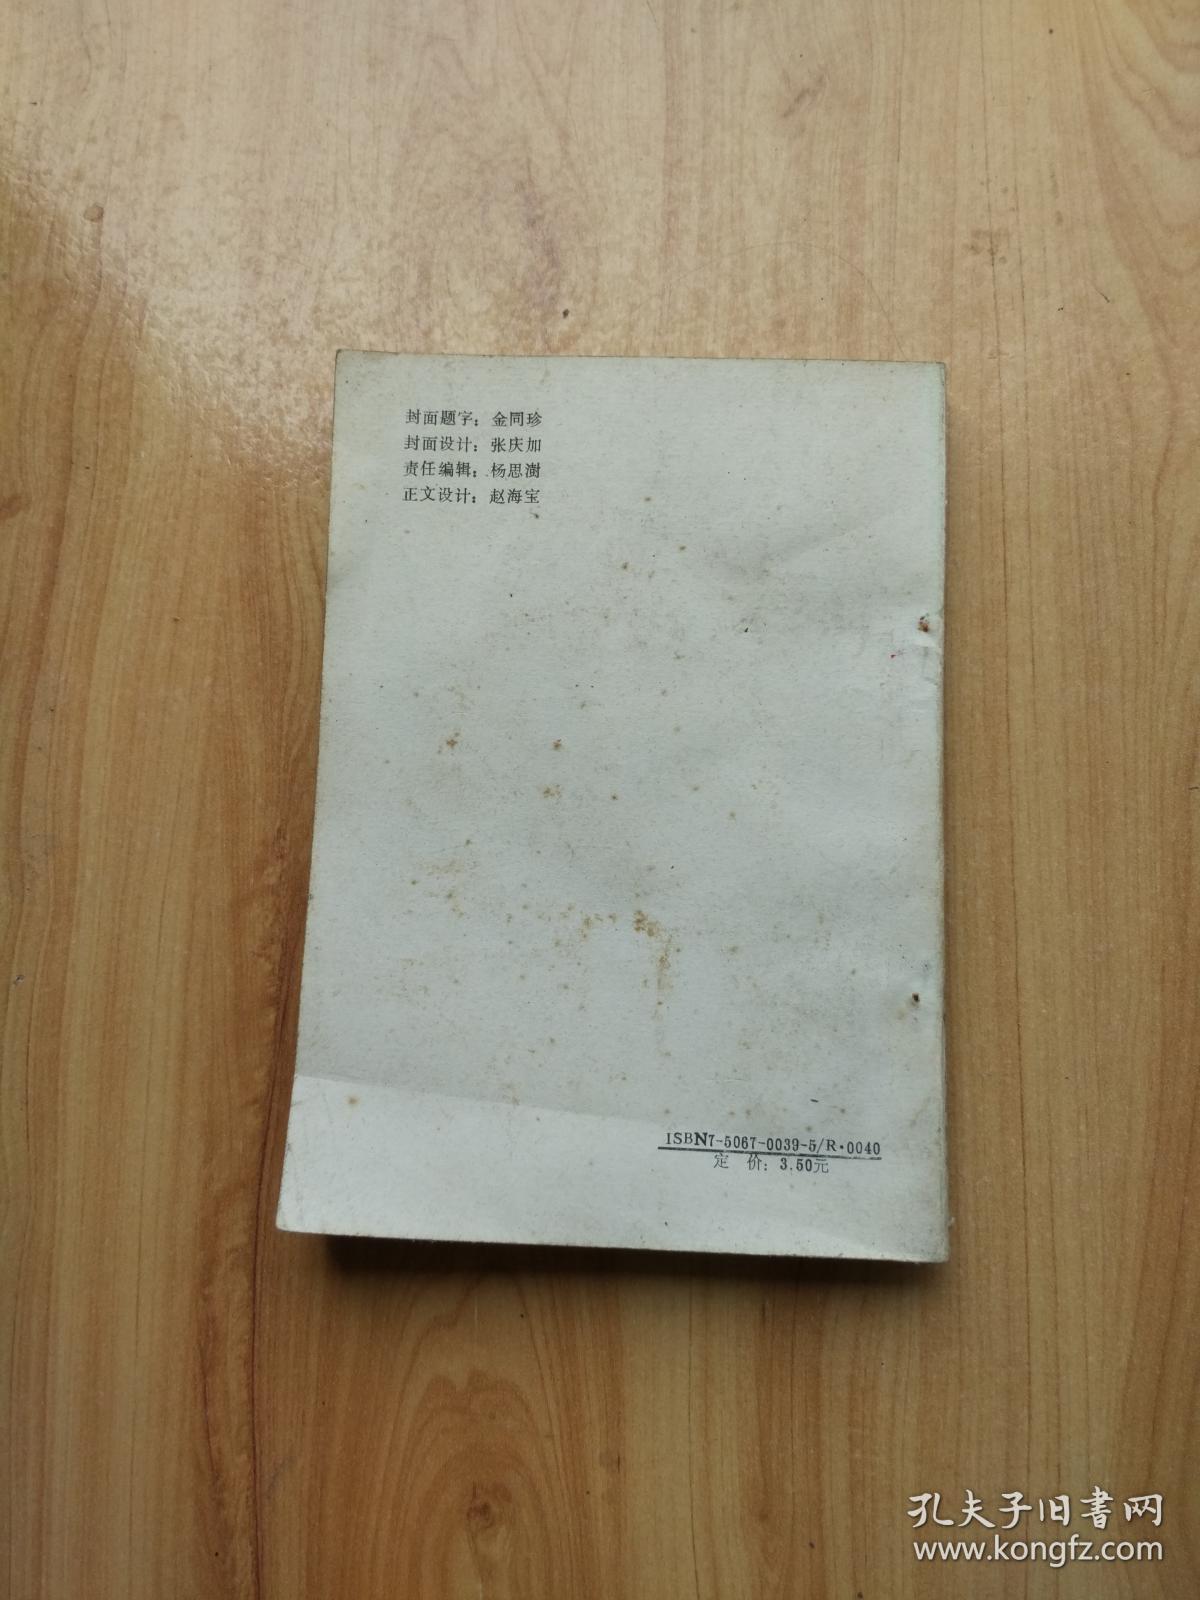 封面题字：金同珍
封面设计：张庆加
责任编辑：杨思澍
正文设计：赵海宝
ISBN7-5067-0039-5/R·0040
定 价：3.50元
孔夫子旧書网
www.kongfz.com